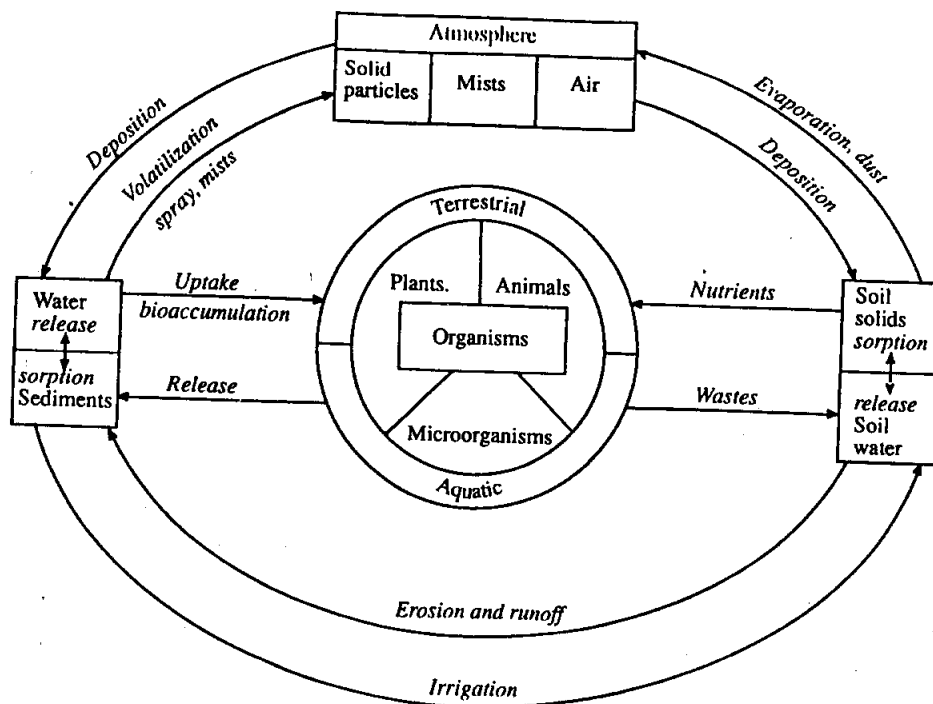 Atmosphere
Solid
particles
Mists
Air
Deposition
Volatilization
spray, mists
Evaporation, dust
Deposition
Terrestrial
Plants.
Animals
Organisms
Microorganisms
Aquatic
Water
release
sorption
Sediments
Uptake
bioaccumulation
Release
Nutrients
Wastes
Soil
solids
sorption
release
Soil
water
Erosion and runoff
Irrigation